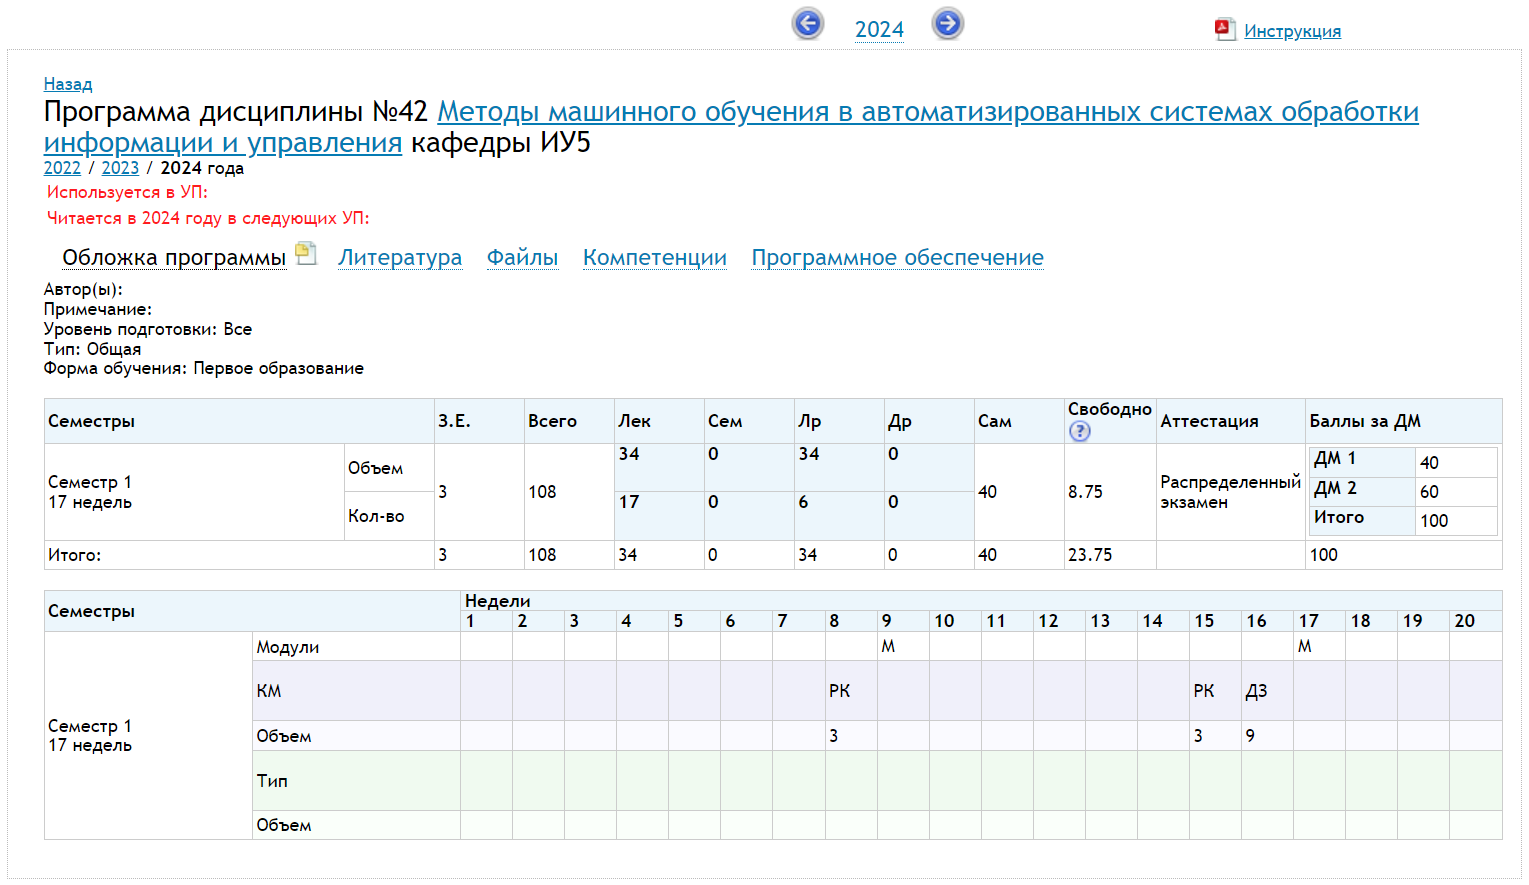 2024
Инструкция
Назад
Программа дисциплины №42 Методы машинного обучения в автоматизированных системах обработки
информации и управления кафедры ИУ5
2022 / 2023 / 2024 года
Используется в УП:
Читается в 2024 году в следующих УП:
Обложка программы Литература Файлы Компетенции Программное обеспечение
Автор(ы):
Примечание:
Уровень подготовки: Все
Тип: Общая
Форма обучения: Первое образование
Семестры З.Е. Всего Лек Сем Лр Др Сам Свободно ? Аттестация Баллы за ДМ
Семестр 1
17 недель
Объем
Кол-во
3
108
34 0 34 0
17 0 6 0
40
8.75
Распределенный
экзамен
ДМ 1 40
ДМ 2 60
Итого 100
Итого: 3 108 34 0 34 0 40 23.75 100
Семестры
Недели
1 2 3 4 5 6 7 8 9 10 11 12 13 14 15 16 17 18 19 20
Семестр 1
17 недель
Модули М М
КМ РК РК ДЗ
Объем 3 3 9
Тип
Объем